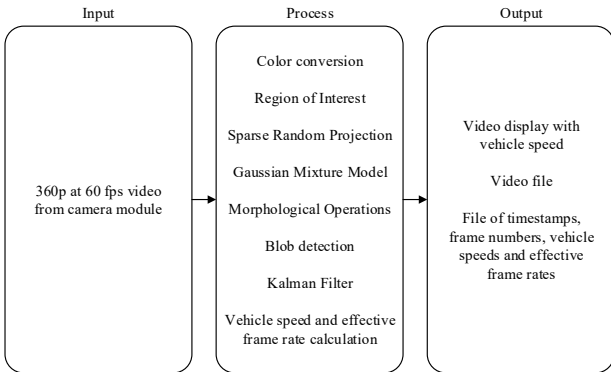 Input
Process
Output
360p at 60 fps video
from camera module
Color conversion
Region of Interest
Sparse Random Projection
Gaussian Mixture Model
Morphological Operations
Blob detection
Kalman Filter
Vehicle speed and effective
frame rate calculation
Video display with
vehicle speed
Video file
File of timestamps,
frame numbers, vehicle
speeds and effective
frame rates